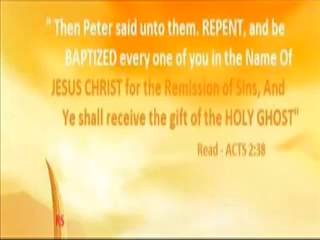 " Then Peter said unto them. REPENT, and be
BAPTIZED every one of you in the Name Of
JESUS CHRIST for the Remission of Sins, And
Ye shall receive the gift of the HOLY GHOST"
Read - ACTS 2:38
RS